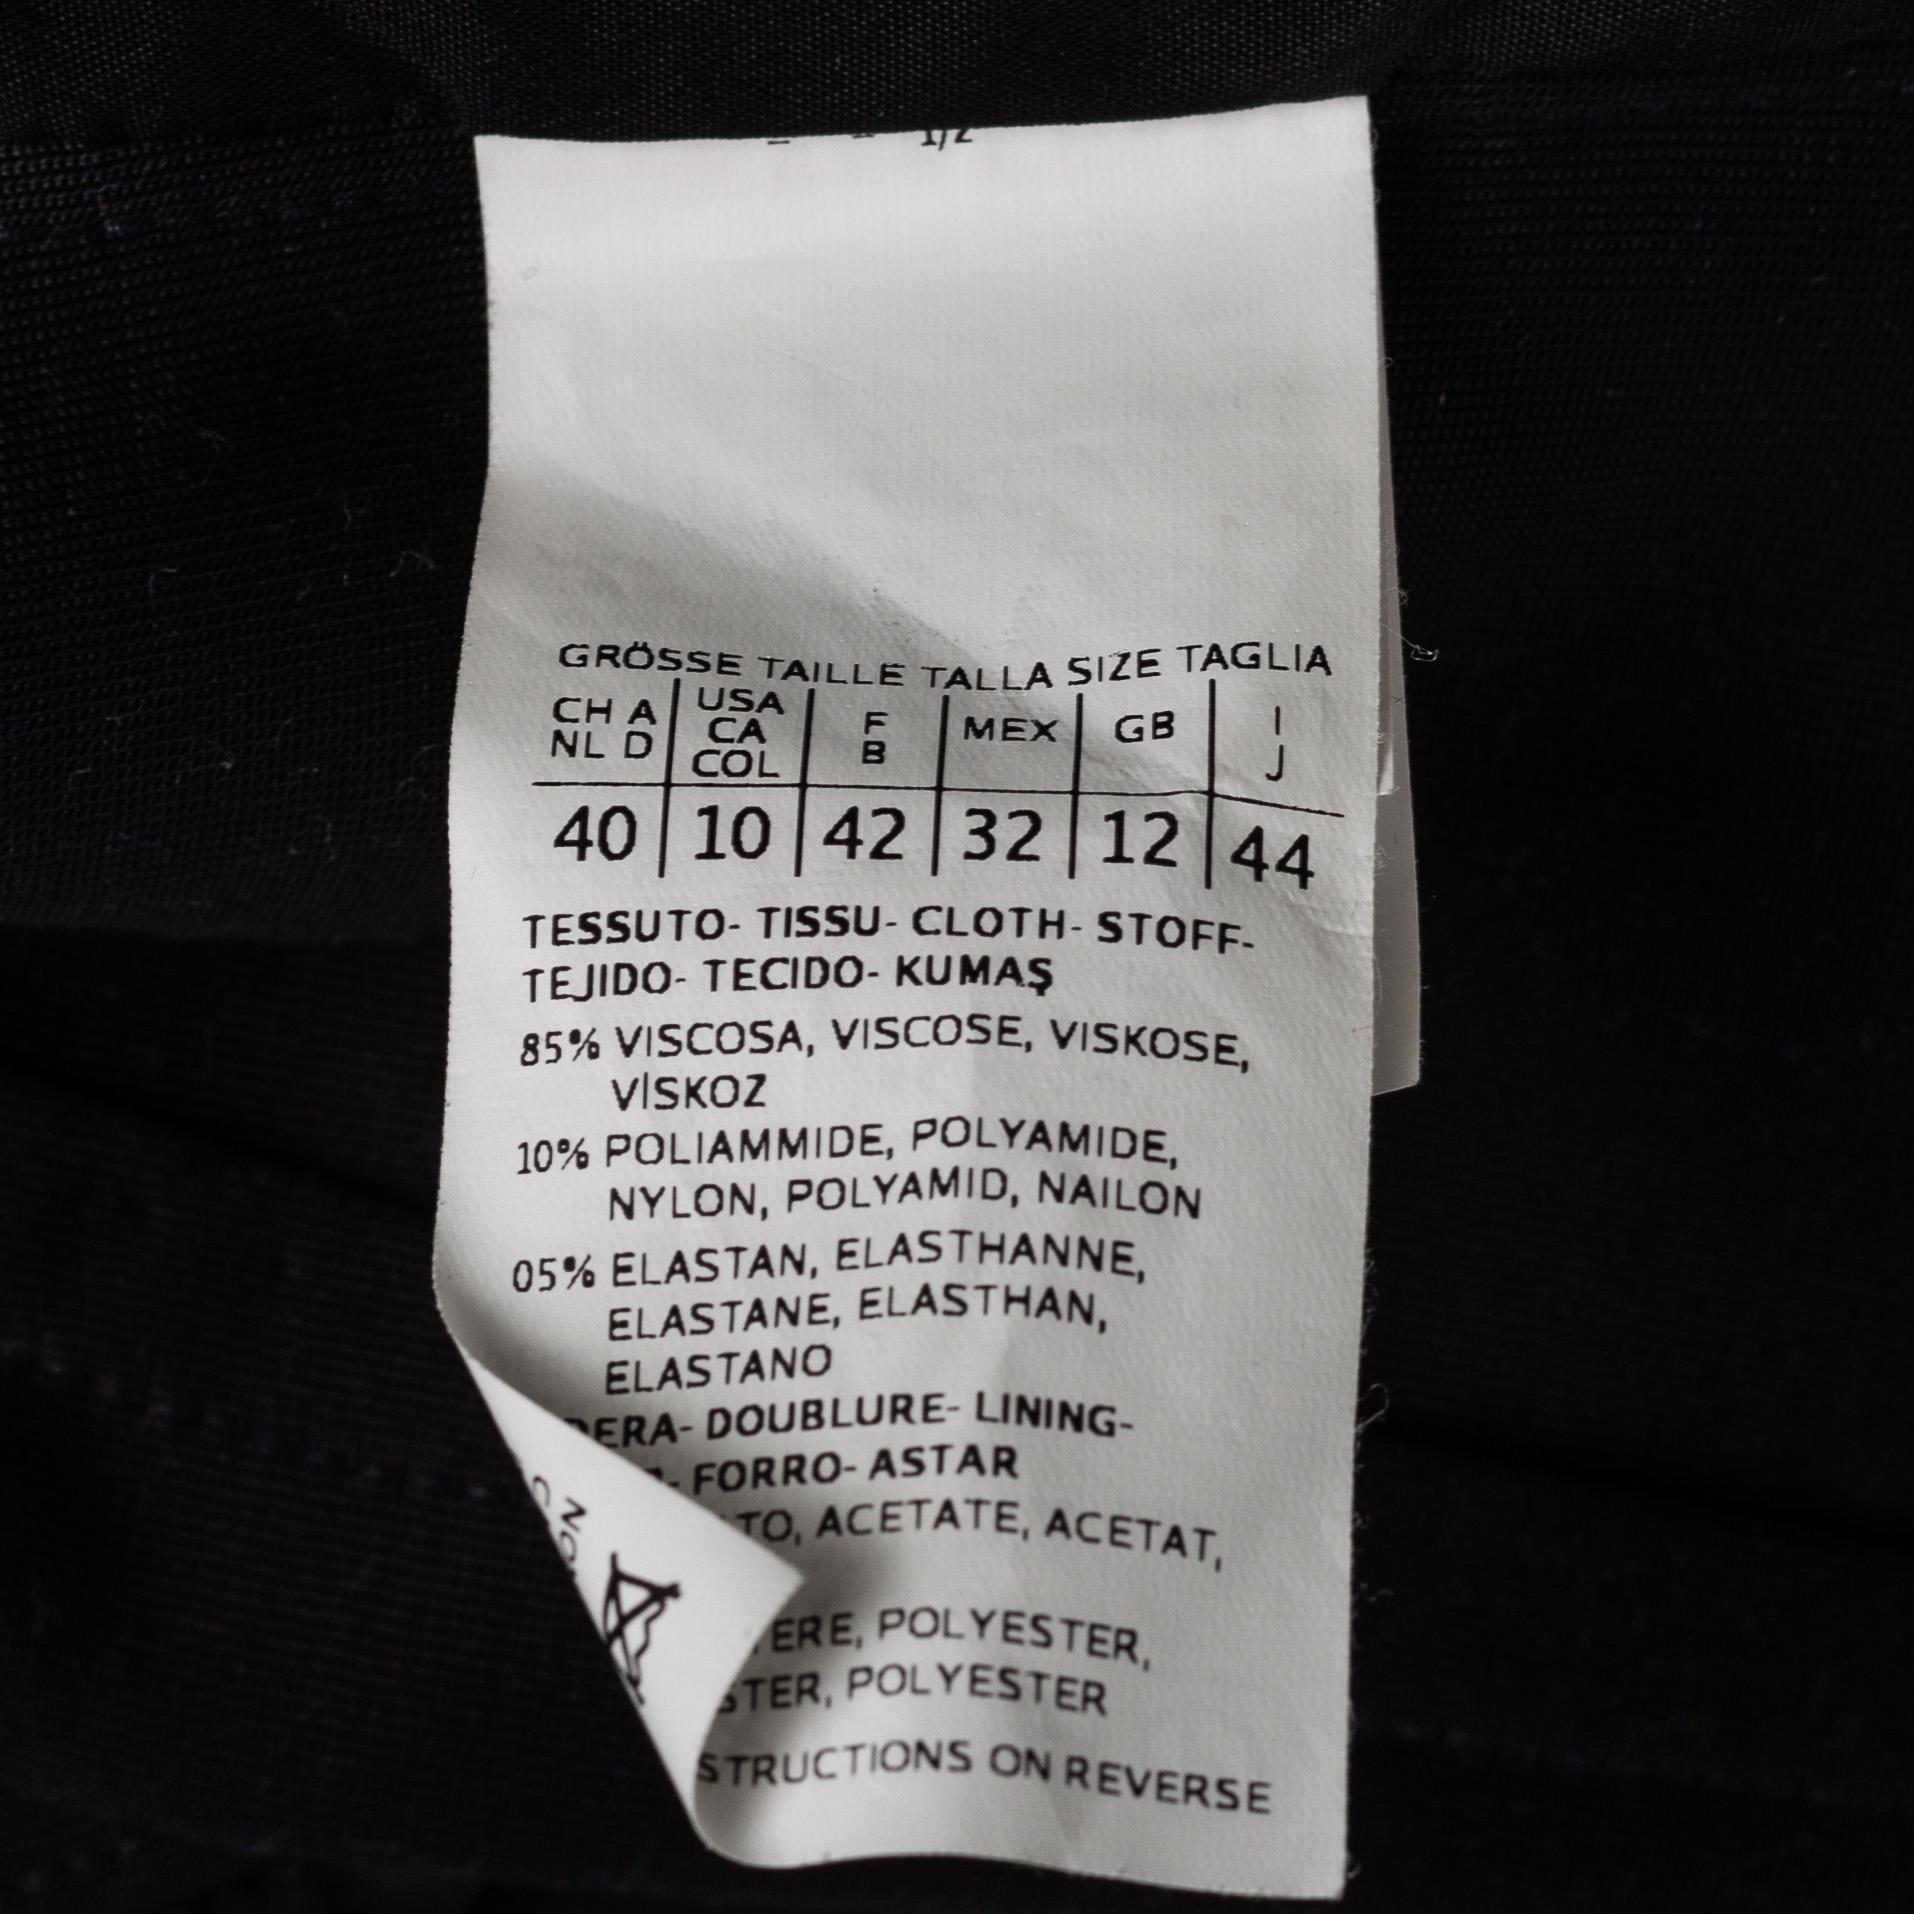 1/2
GRÖSSE TAILLE TALLA SIZE TAGLIA
CH A NL D | USA CA COL | F B | MEX | GB | I J
40 | 10 | 42 | 32 | 12 | 44
TESSUTO- TISSU- CLOTH- STOFF-
TEJIDO- TECIDO- KUMAŞ
85% VISCOSA, VISCOSE, VISKOSE,
VİSKOZ
10% POLIAMMIDE, POLYAMIDE,
NYLON, POLYAMID, NAILON
05% ELASTAN, ELASTHANNE,
ELASTANE, ELASTHAN,
ELASTANO
DERA- DOUBLURE- LINING-
- FORRO- ASTAR
TO, ACETATE, ACETAT,
ERE, POLYESTER,
STER, POLYESTER
STRUCTIONS ON REVERSE